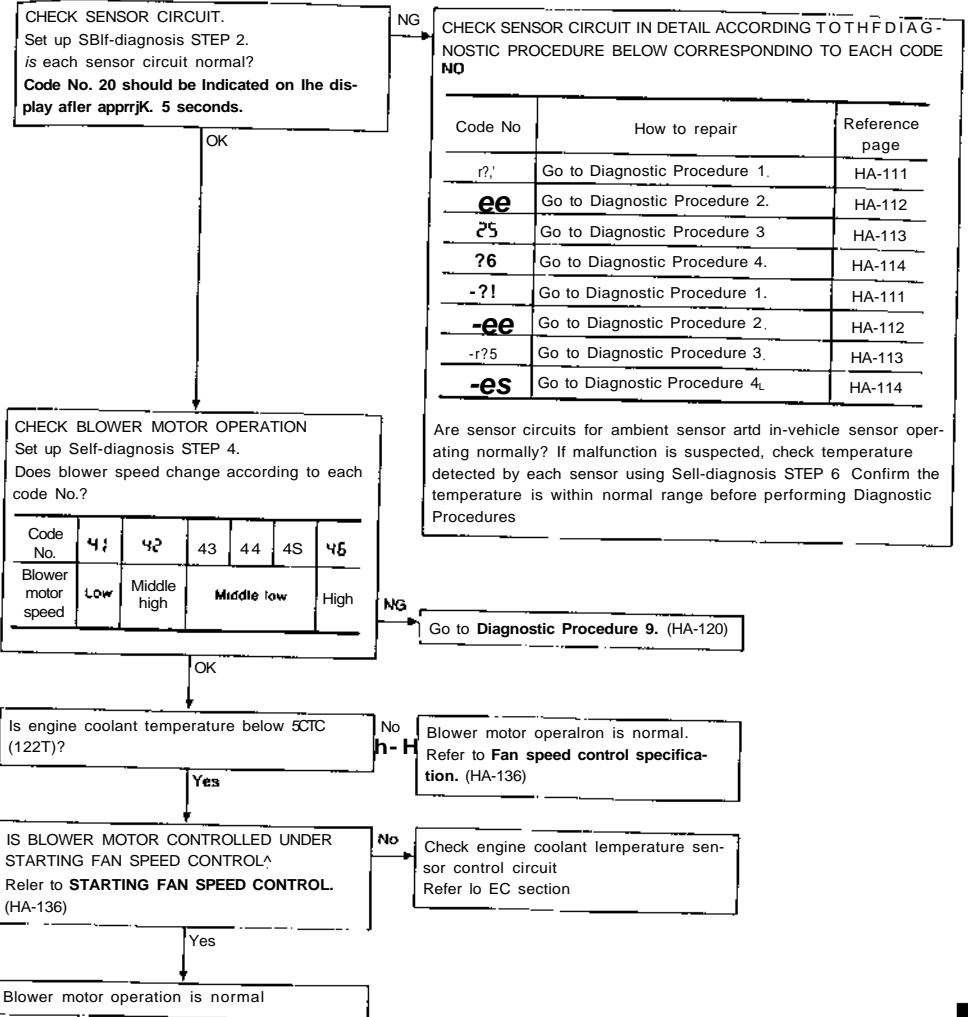 CHECK SENSOR CIRCUIT.
Set up SBIf-diagnosis STEP 2.
is each sensor circuit normal?
Code No. 20 should be Indicated on Ihe dis-
play afler apprrjK. 5 seconds.
NG
OK
CHECK SENSOR CIRCUIT IN DETAIL ACCORDING T O T H F D I A G -
NOSTIC PROCEDURE BELOW CORRESPONDINO TO EACH CODE
NO
Code No How to repair Reference page
r?,' Go to Diagnostic Procedure 1. HA-111
ee Go to Diagnostic Procedure 2. HA-112
25 Go to Diagnostic Procedure 3 HA-113
?6 Go to Diagnostic Procedure 4. HA-114
-?! Go to Diagnostic Procedure 1. HA-111
-ee Go to Diagnostic Procedure 2. HA-112
-r?5 Go to Diagnostic Procedure 3. HA-113
-es Go to Diagnostic Procedure 4L HA-114
Are sensor circuits for ambient sensor artd in-vehicle sensor oper-
ating normally? If malfunction is suspected, check temperature
detected by each sensor using Sell-diagnosis STEP 6 Confirm the
temperature is within normal range before performing Diagnostic
Procedures
CHECK BLOWER MOTOR OPERATION
Set up Self-diagnosis STEP 4.
Does blower speed change according to each
code No.?
Code No. 41 42 43 44 4S 46
Blower motor speed Low Middle high Middle low High
NG
Go to Diagnostic Procedure 9. (HA-120)
OK
Is engine coolant temperature below 5CTC
(122T)?
No
h- H
Blower motor operalron is normal.
Refer to Fan speed control specifica-
tion. (HA-136)
Yes
IS BLOWER MOTOR CONTROLLED UNDER
STARTING FAN SPEED CONTROL^
Reler to STARTING FAN SPEED CONTROL.
(HA-136)
No
Check engine coolant lemperature sen-
sor control circuit
Refer lo EC section
Yes
Blower motor operation is normal